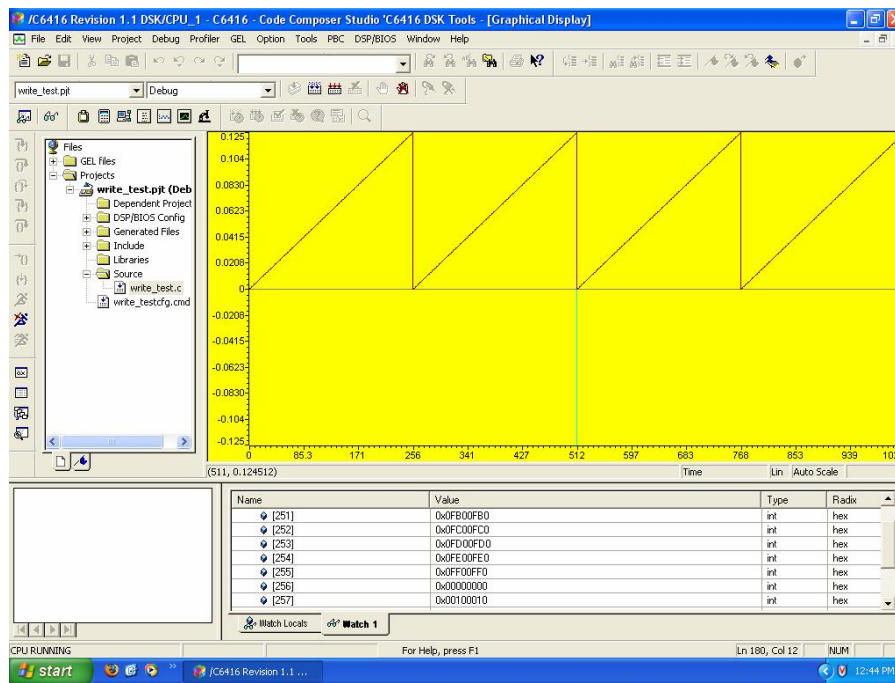 /C6416 Revision 1.1 DSK/CPU_1 - C6416 - Code Composer Studio 'C6416 DSK Tools - [Graphical Display]
File Edit View Project Debug Profiler GEL Option Tools PBC DSP/BIOS Window Help
write_test.pjt Debug
Files
GEL files
Projects
write_test.pjt (Deb
Dependent Project
DSP/BIOS Config
Generated Files
Include
Libraries
Source
write_test.c
write_testcfg.cmd
0.125
0.104
0.0830
0.0623
0.0415
0.0208
0
-0.0208
-0.0415
-0.0623
-0.0830
-0.104
-0.125
0 85.3 171 256 341 427 512 597 683 768 853 939 102
(511, 0.124512) Time Lin Auto Scale
Name Value Type Radix
[251] 0x0FB00FB0 int hex
[252] 0x0FC00FC0 int hex
[253] 0x0FD00FD0 int hex
[254] 0x0FE00FE0 int hex
[255] 0x0FF00FF0 int hex
[256] 0x00000000 int hex
[257] 0x00100010 int hex
Watch Locals Watch 1
CPU RUNNING For Help, press F1 Ln 180, Col 12 NUM
start /C6416 Revision 1.1 ... 12:44 PM